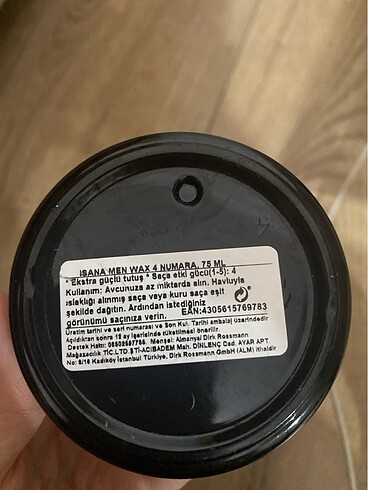 ISANA MEN WAX 4 NUMARA, 75 ML
* Ekstra güçlü tutuş * Saça etki gücü(1-5): 4
Kullanım: Avcunuza az miktarda alın. Havluyla
ıslaklığı alınmış saça veya kuru saça eşit
şekilde dağıtın. Ardından istediğiniz
görünümü saçınıza verin. EAN:4305615769783
Üretim tarihi ve seri numarası ve Son Kul. Tarihi ambalaj üzerindedir
Açıldıktan sonra 12 ay içerisinde tüketilmesi önerilir.
Destek Hattı: Menşei: Almanya/ Dirk Rossmann
Mağazacılık TİC.LTD.ŞTİ-ACIBADEM Mah. DİNLENÇ Cad. AYAR APT.
No: 8/16 Kadıköy İstanbul Türkiye, Dirk Rossmann GmbH (ALM) ithaldir